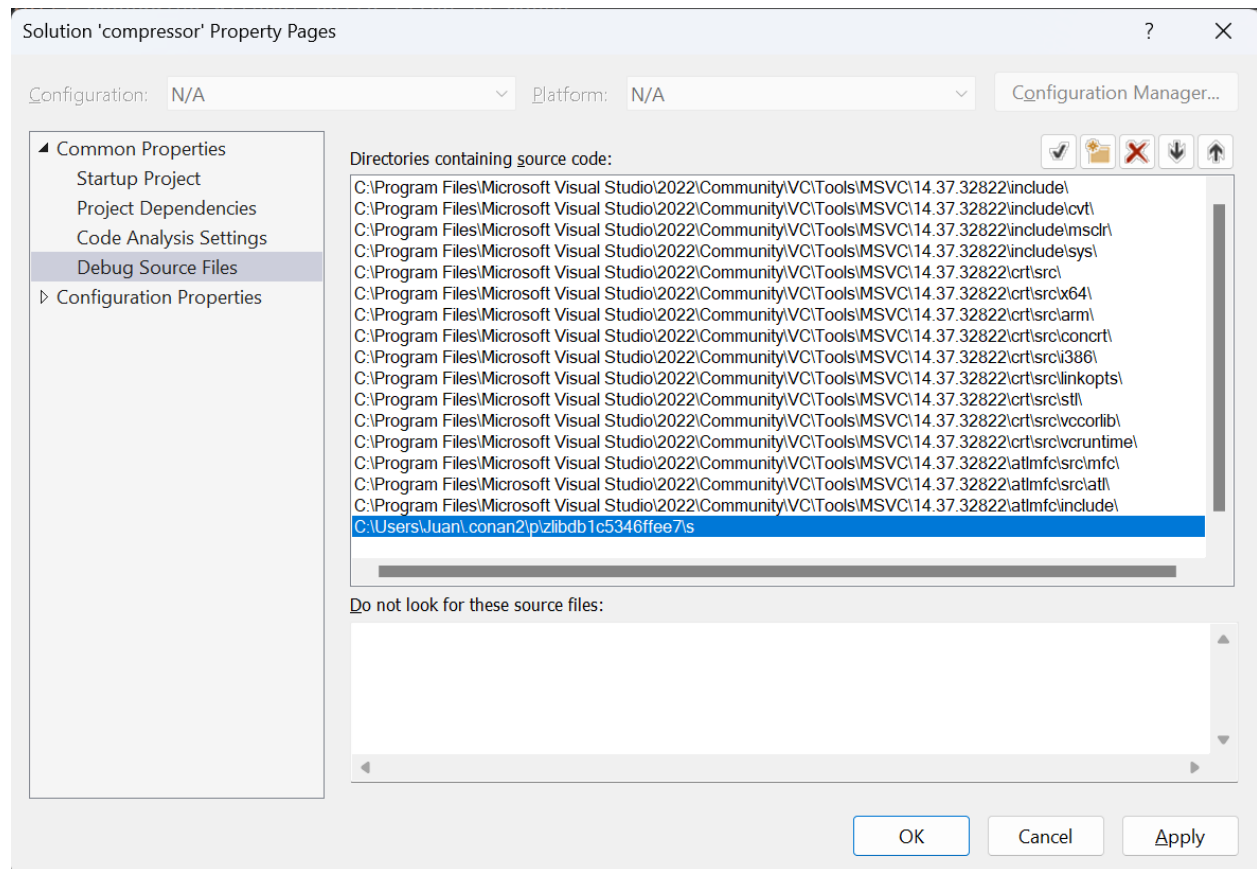 Solution 'compressor' Property Pages
?
Configuration: N/A Platform: N/A Configuration Manager...
Common Properties
Startup Project
Project Dependencies
Code Analysis Settings
Debug Source Files
Configuration Properties
Directories containing source code:
C:\Program Files\Microsoft Visual Studio\2022\Community\VC\Tools\MSVC\14.37.32822\include\
C:\Program Files\Microsoft Visual Studio\2022\Community\VC\Tools\MSVC\14.37.32822\include\cvt\
C:\Program Files\Microsoft Visual Studio\2022\Community\VC\Tools\MSVC\14.37.32822\include\msclr\
C:\Program Files\Microsoft Visual Studio\2022\Community\VC\Tools\MSVC\14.37.32822\include\sys\
C:\Program Files\Microsoft Visual Studio\2022\Community\VC\Tools\MSVC\14.37.32822\crt\src\
C:\Program Files\Microsoft Visual Studio\2022\Community\VC\Tools\MSVC\14.37.32822\crt\src\x64\
C:\Program Files\Microsoft Visual Studio\2022\Community\VC\Tools\MSVC\14.37.32822\crt\src\arm\
C:\Program Files\Microsoft Visual Studio\2022\Community\VC\Tools\MSVC\14.37.32822\crt\src\concrt\
C:\Program Files\Microsoft Visual Studio\2022\Community\VC\Tools\MSVC\14.37.32822\crt\src\i386\
C:\Program Files\Microsoft Visual Studio\2022\Community\VC\Tools\MSVC\14.37.32822\crt\src\linkopts\
C:\Program Files\Microsoft Visual Studio\2022\Community\VC\Tools\MSVC\14.37.32822\crt\src\stl\
C:\Program Files\Microsoft Visual Studio\2022\Community\VC\Tools\MSVC\14.37.32822\crt\src\vccorlib\
C:\Program Files\Microsoft Visual Studio\2022\Community\VC\Tools\MSVC\14.37.32822\crt\src\vcruntime\
C:\Program Files\Microsoft Visual Studio\2022\Community\VC\Tools\MSVC\14.37.32822\atlmfc\src\mfc\
C:\Program Files\Microsoft Visual Studio\2022\Community\VC\Tools\MSVC\14.37.32822\atlmfc\src\atl\
C:\Program Files\Microsoft Visual Studio\2022\Community\VC\Tools\MSVC\14.37.32822\atlmfc\include\
C:\Users\Juan\.conan2\p\zlibdb1c5346ffee7\s
Do not look for these source files:
OK Cancel Apply